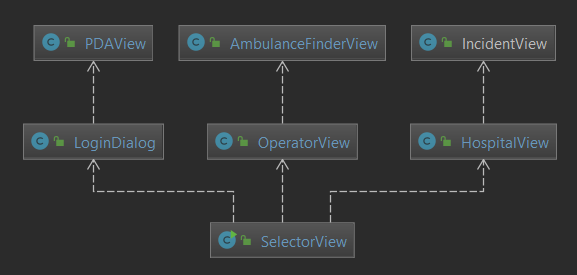 PDAView
AmbulanceFinderView
IncidentView
LoginDialog
OperatorView
HospitalView
SelectorView